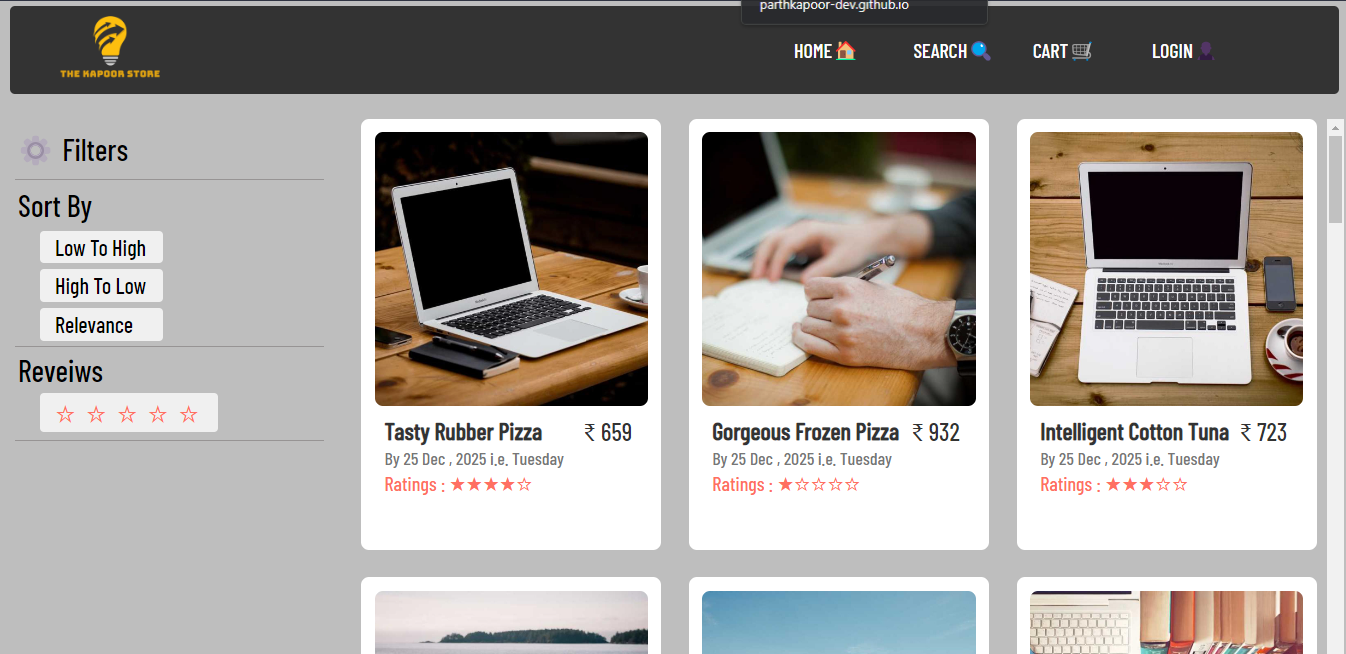 parthkapoor-dev.github.io
THE KAPOOR STORE
HOME
SEARCH
CART
LOGIN
Filters
Sort By
Low To High
High To Low
Relevance
Reveiws
☆ ☆ ☆ ☆ ☆
Tasty Rubber Pizza ₹ 659
By 25 Dec , 2025 i.e. Tuesday
Ratings : ★★★★☆
Gorgeous Frozen Pizza ₹ 932
By 25 Dec , 2025 i.e. Tuesday
Ratings : ★☆☆☆☆
Intelligent Cotton Tuna ₹ 723
By 25 Dec , 2025 i.e. Tuesday
Ratings : ★★★☆☆